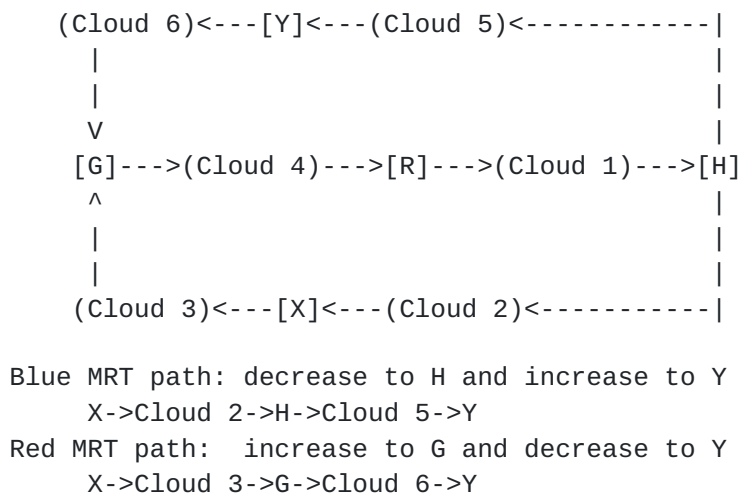 (Cloud 6)<---[Y]<---(Cloud 5)<------------|
|                                         |
|                                         |
V                                         |
[G]--->(Cloud 4)--->[R]--->(Cloud 1)--->[H]
^                                         |
|                                         |
|                                         |
(Cloud 3)<---[X]<---(Cloud 2)<-----------|
Blue MRT path: decrease to H and increase to Y
X->Cloud 2->H->Cloud 5->Y
Red MRT path:  increase to G and decrease to Y
X->Cloud 3->G->Cloud 6->Y